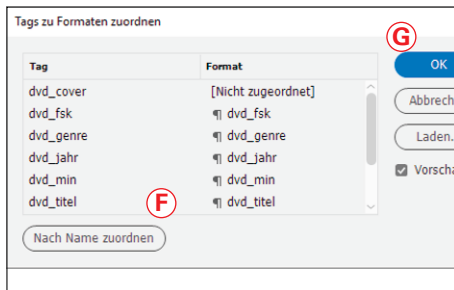 Tags zu Formaten zuordnen
G
Tag Format OK
dvd_cover [Nicht zugeordnet]
dvd_fsk ¶ dvd_fsk
dvd_genre ¶ dvd_genre
dvd_jahr ¶ dvd_jahr
dvd_min ¶ dvd_min
dvd_titel ¶ dvd_titel
Abbrech
Laden.
Vorscha
F
Nach Name zuordnen